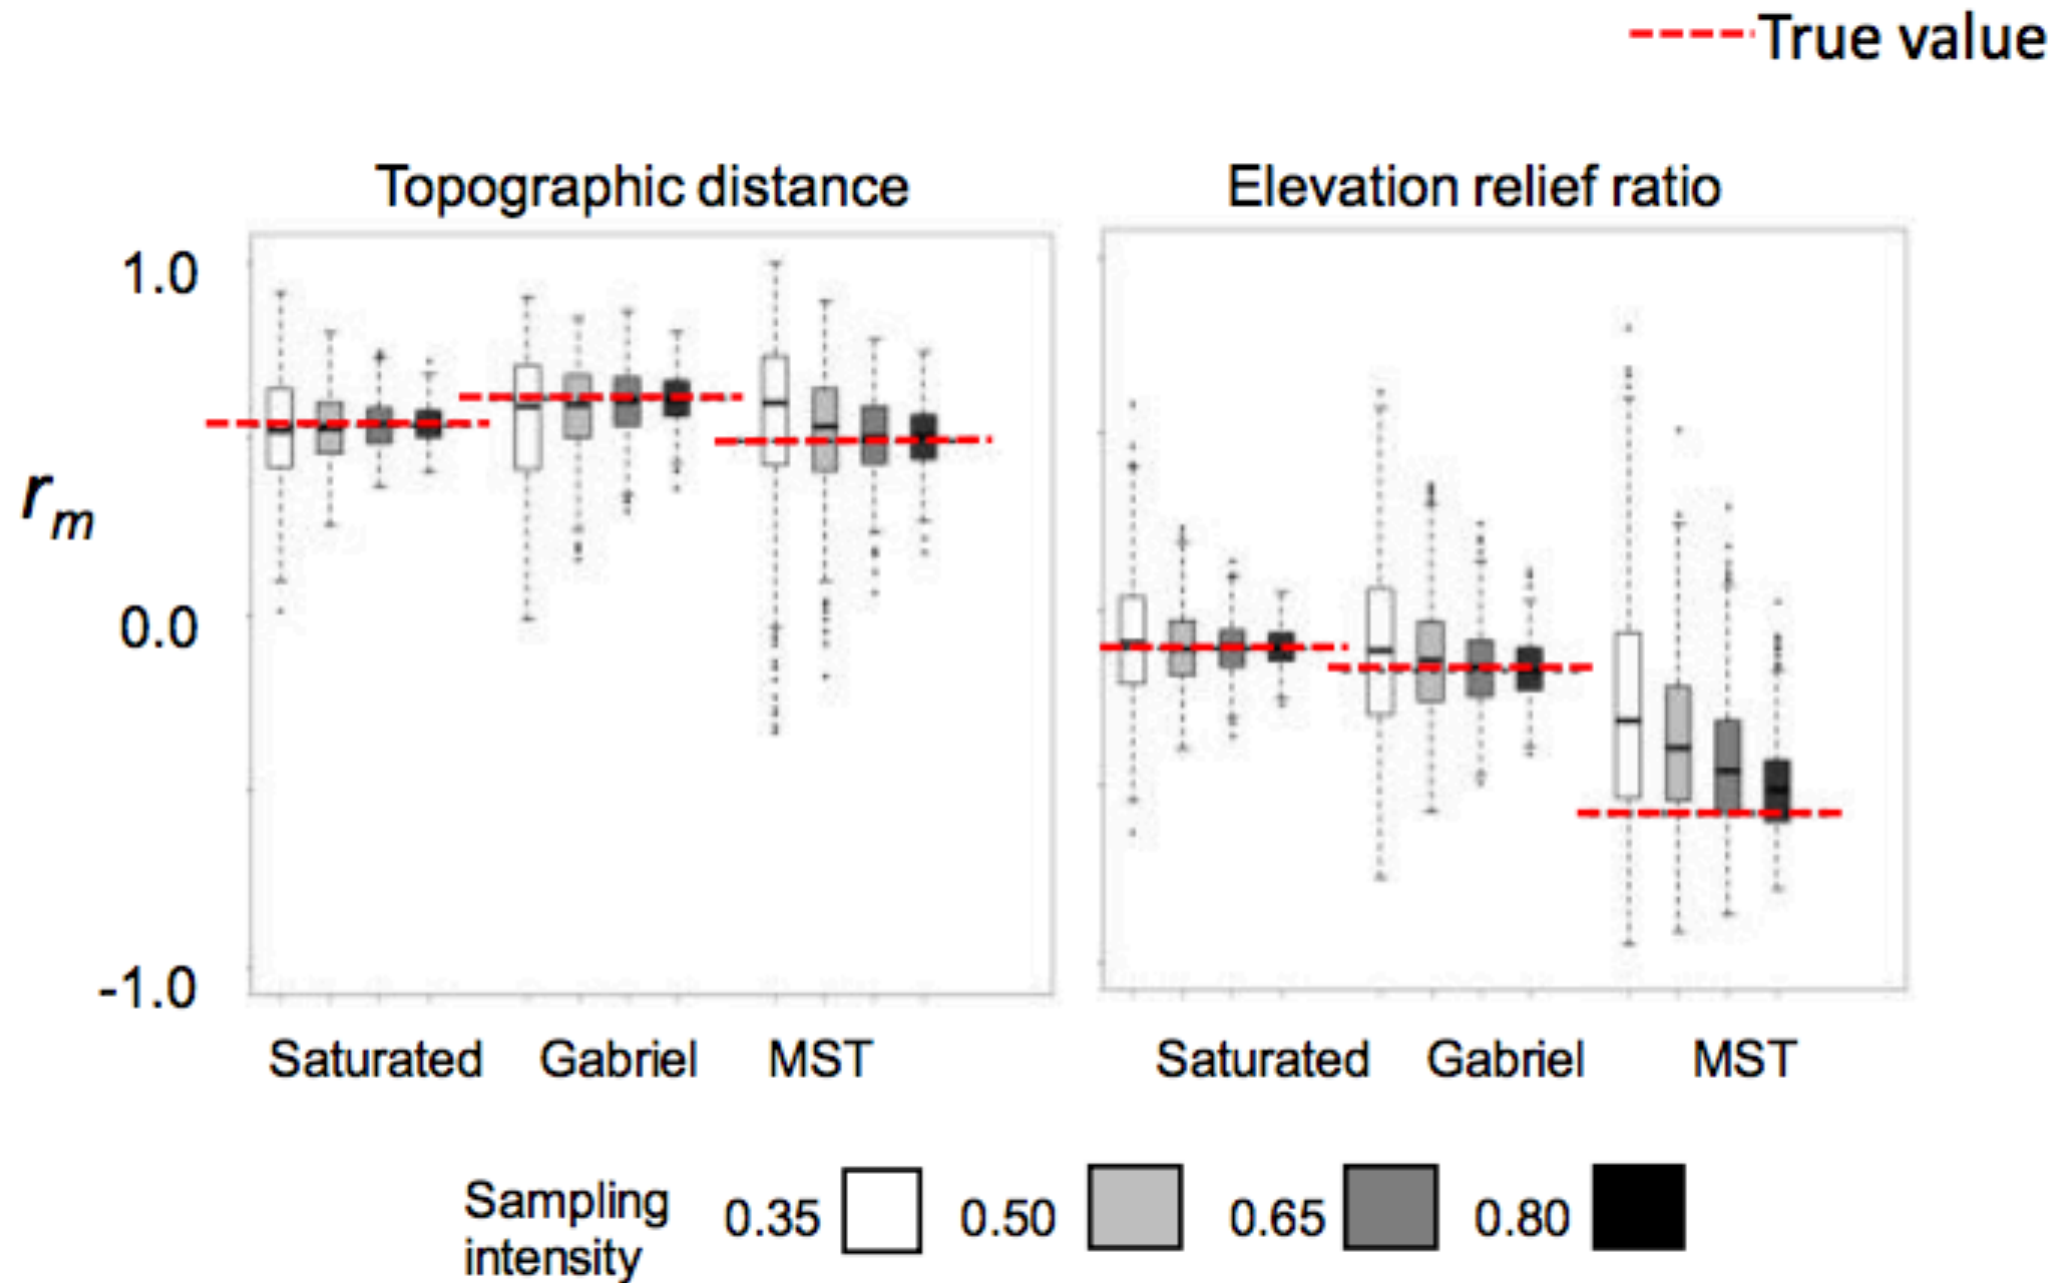 True value
Topographic distance
Elevation relief ratio
1.0
0.0
-1.0
rm
Saturated Gabriel MST
Saturated Gabriel MST
Sampling
intensity
0.35 0.50 0.65 0.80